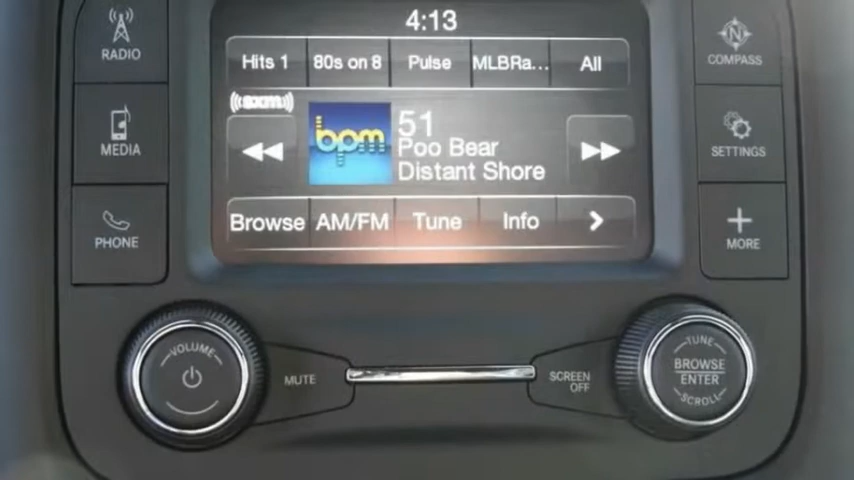 4:13
RADIO
Hits 1 80s on 8 Pulse MLBRa... All
N
COMPASS
((sxm))
bpm
51
Poo Bear
Distant Shore
MEDIA
SETTINGS
Browse AM/FM Tune Info >
PHONE
MORE
VOLUME
MUTE
SCREEN
OFF
TUNE
BROWSE
ENTER
SCROLL